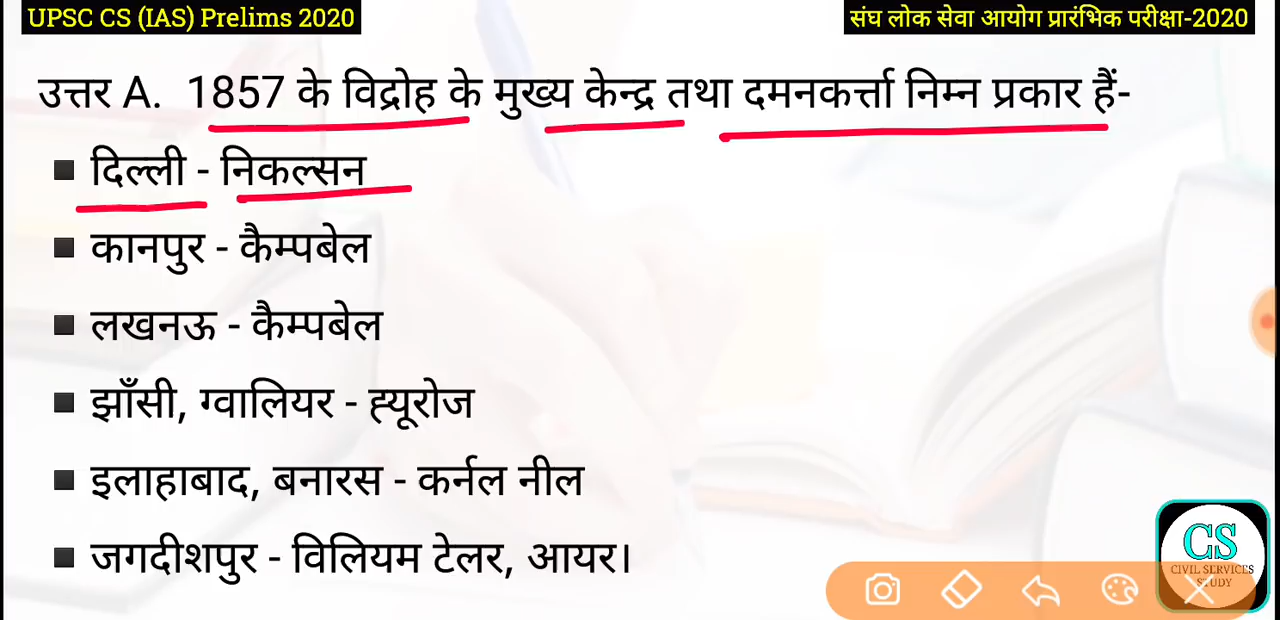 UPSC CS (IAS) Prelims 2020
संघ लोक सेवा आयोग प्रारंभिक परीक्षा-2020
उत्तर A. 1857 के विद्रोह के मुख्य केन्द्र तथा दमनकर्त्ता निम्न प्रकार हैं-
दिल्ली - निकल्सन
कानपुर - कैम्पबेल
लखनऊ - कैम्पबेल
झाँसी, ग्वालियर - ह्यूरोज
इलाहाबाद, बनारस - कर्नल नील
जगदीशपुर - विलियम टेलर, आयर।
CS
CIVIL SERVICES
STUDY